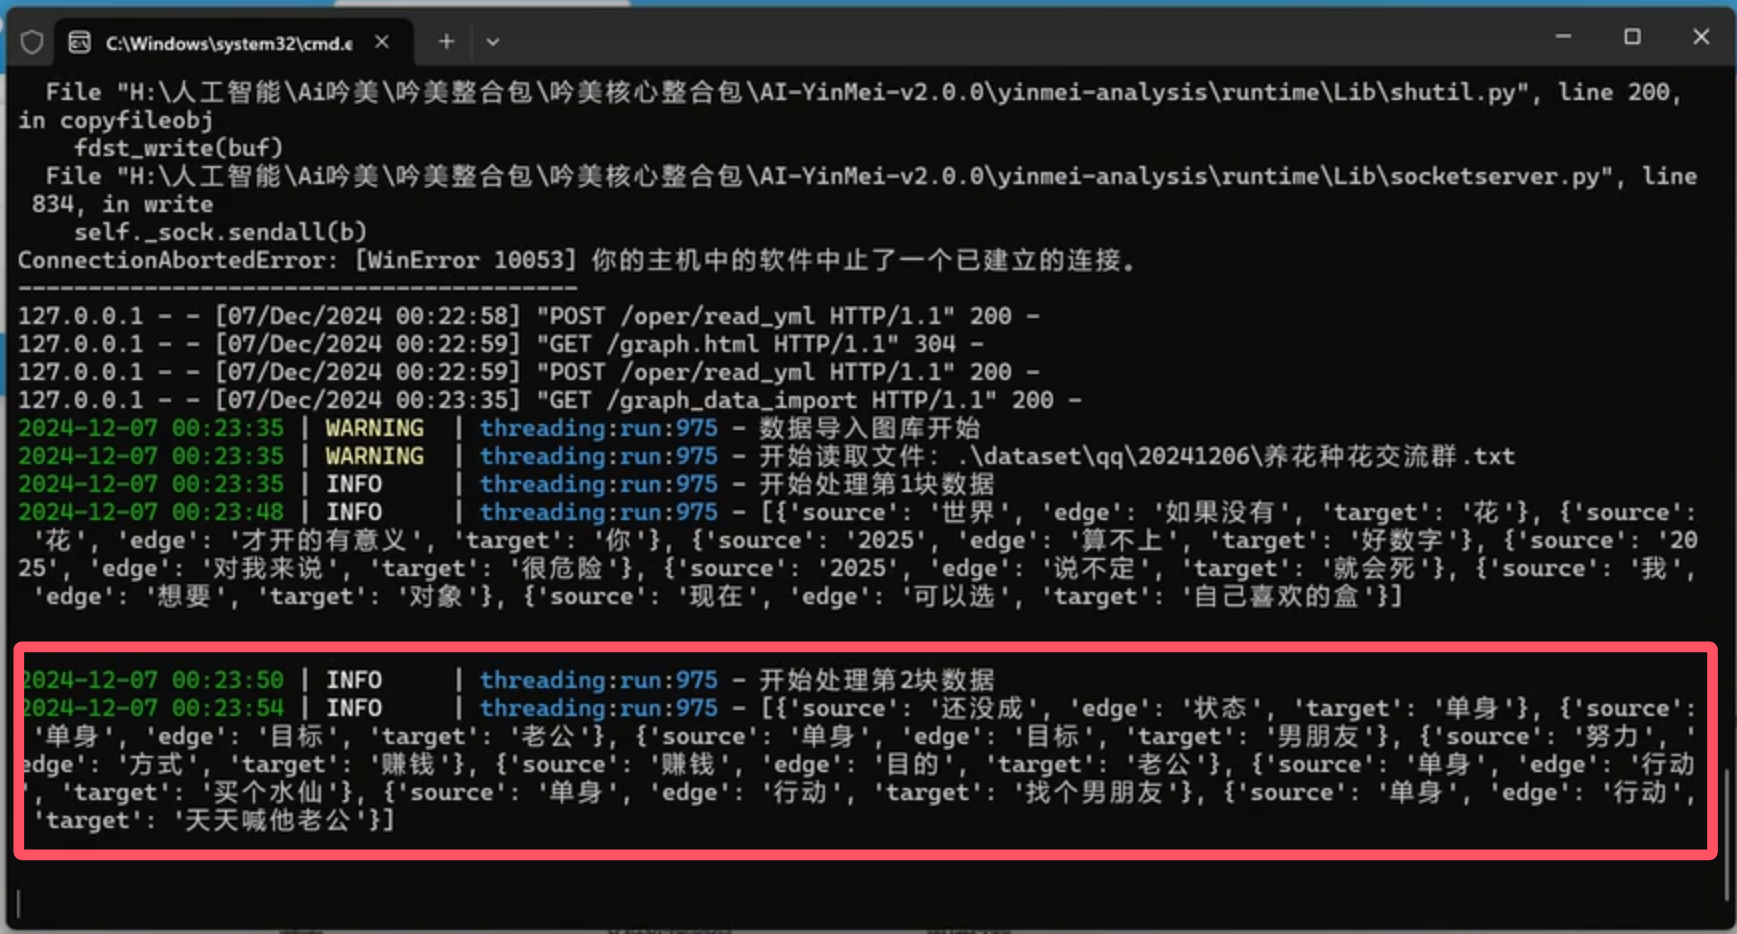 C:\Windows\system32\cmd.e
File "H:\人工智能\Ai吟美\吟美整合包\吟美核心整合包\AI-YinMei-v2.0.0\yinmei-analysis\runtime\Lib\shutil.py", line 200,
in copyfileobj
fdst_write(buf)
File "H:\人工智能\Ai吟美\吟美整合包\吟美核心整合包\AI-YinMei-v2.0.0\yinmei-analysis\runtime\Lib\socketserver.py", line
834, in write
self._sock.sendall(b)
ConnectionAbortedError: [WinError 10053] 你的主机中的软件中止了一个已建立的连接。
----------------------------------------
127.0.0.1 - - [07/Dec/2024 00:22:58] "POST /oper/read_yml HTTP/1.1" 200 -
127.0.0.1 - - [07/Dec/2024 00:22:59] "GET /graph.html HTTP/1.1" 304 -
127.0.0.1 - - [07/Dec/2024 00:22:59] "POST /oper/read_yml HTTP/1.1" 200 -
127.0.0.1 - - [07/Dec/2024 00:23:35] "GET /graph_data_import HTTP/1.1" 200 -
2024-12-07 00:23:35 | WARNING  | threading:run:975 - 数据导入图库开始
2024-12-07 00:23:35 | WARNING  | threading:run:975 - 开始读取文件: .\dataset\qq\20241206\养花种花交流群.txt
2024-12-07 00:23:35 | INFO     | threading:run:975 - 开始处理第1块数据
2024-12-07 00:23:48 | INFO     | threading:run:975 - [{'source': '世界', 'edge': '如果没有', 'target': '花'}, {'source':
'花', 'edge': '才开的有意义', 'target': '你'}, {'source': '2025', 'edge': '算不上', 'target': '好数字'}, {'source': '20
25', 'edge': '对我来说', 'target': '很危险'}, {'source': '2025', 'edge': '说不定', 'target': '就会死'}, {'source': '我',
'edge': '想要', 'target': '对象'}, {'source': '现在', 'edge': '可以选', 'target': '自己喜欢的盒'}]
2024-12-07 00:23:50 | INFO     | threading:run:975 - 开始处理第2块数据
2024-12-07 00:23:54 | INFO     | threading:run:975 - [{'source': '还没成', 'edge': '状态', 'target': '单身'}, {'source':
'单身', 'edge': '目标', 'target': '老公'}, {'source': '单身', 'edge': '目标', 'target': '男朋友'}, {'source': '努力', '
edge': '方式', 'target': '赚钱'}, {'source': '赚钱', 'edge': '目的', 'target': '老公'}, {'source': '单身', 'edge': '行动
', 'target': '买个水仙'}, {'source': '单身', 'edge': '行动', 'target': '找个男朋友'}, {'source': '单身', 'edge': '行动',
'target': '天天喊他老公'}]